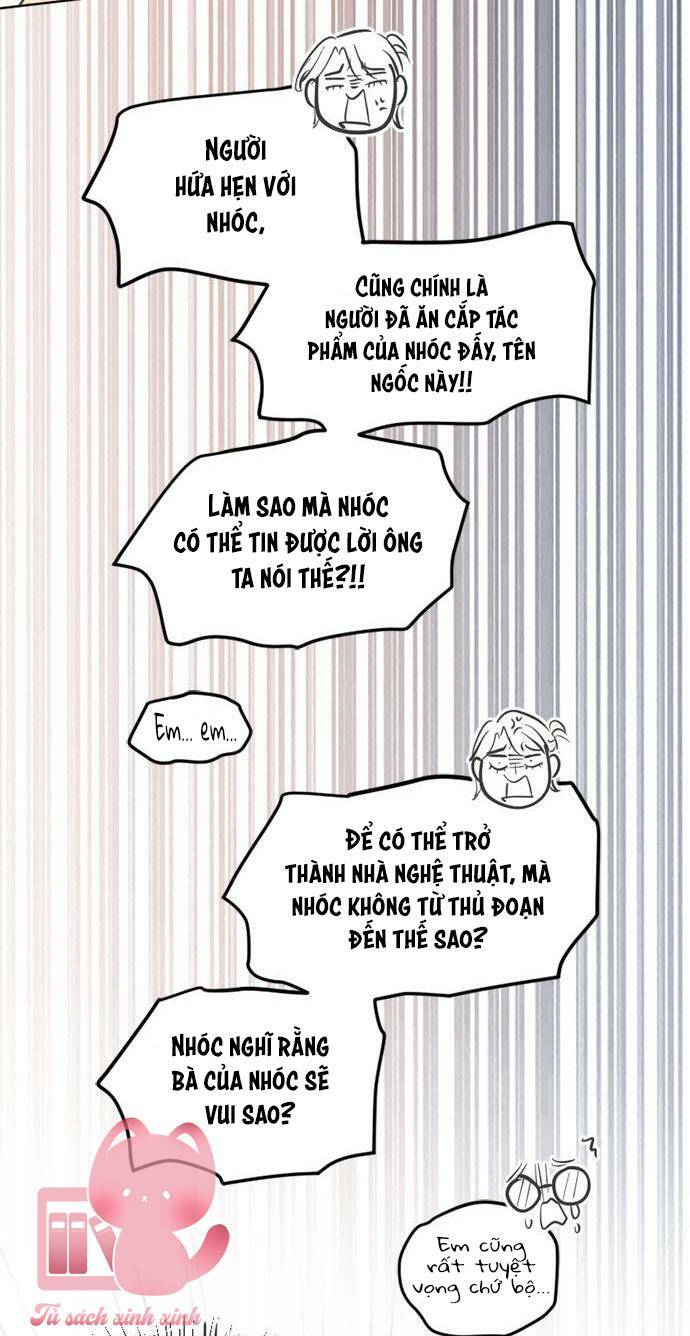 NGƯỜI
HỨA HẸN VỚI
NHÓC,
CŨNG CHÍNH LÀ
NGƯỜI ĐÃ ĂN CẮP TÁC
PHẨM CỦA NHÓC ĐẤY, TÊN
NGỐC NÀY!!
LÀM SAO MÀ NHÓC
CÓ THỂ TIN ĐƯỢC LỜI ÔNG
TA NÓI THẾ?!!
Em... em...
ĐỂ CÓ THỂ TRỞ
THÀNH NHÀ NGHỆ THUẬT, MÀ
NHÓC KHÔNG TỪ THỦ ĐOẠN
ĐẾN THẾ SAO?
NHÓC NGHĨ RẰNG
BÀ CỦA NHÓC SẼ
VUI SAO?
Em cũng
rất tuyệt
vọng chứ bộ...
Tủ sách xinh xinh